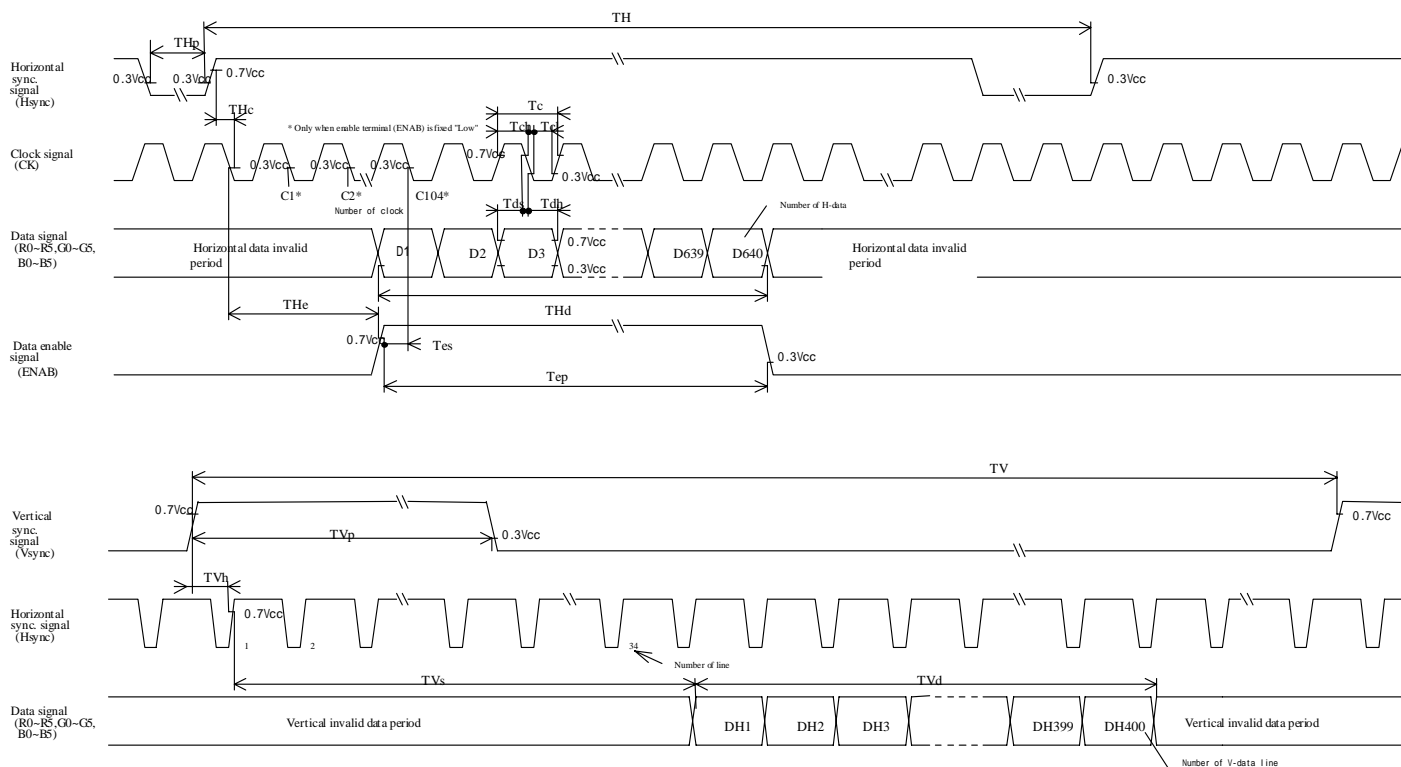 TH
THp
Horizontal
sync.
signal
(Hsync)
0.3Vcc
0.3Vcc
0.7Vcc
0.3Vcc
THc
Tc
* Only when enable terminal (ENAB) is fixed "Low"
Tch
Tcl
Clock signal
(CK)
0.3Vcc
0.3Vcc
0.3Vcc
0.7Vcc
0.3Vcc
C1*
C2*
C104*
Number of clock
Tds
Tdh
Number of H-data
Data signal
(R0~R5,G0~G5,
B0~B5)
Horizontal data invalid
period
D1
D2
D3
0.7Vcc
0.3Vcc
D639
D640
Horizontal data invalid
period
THe
THd
Data enable
signal
(ENAB)
0.7Vcc
Tes
0.3Vcc
Tep
TV
Vertical
sync.
signal
(Vsync)
0.7Vcc
0.7Vcc
TVp
0.3Vcc
TVh
Horizontal
sync. signal
(Hsync)
0.7Vcc
1
2
34
Number of line
TVs
TVd
Data signal
(R0~R5,G0~G5,
B0~B5)
Vertical invalid data period
DH1
DH2
DH3
DH399
DH400
Vertical invalid data period
Number of V-data line